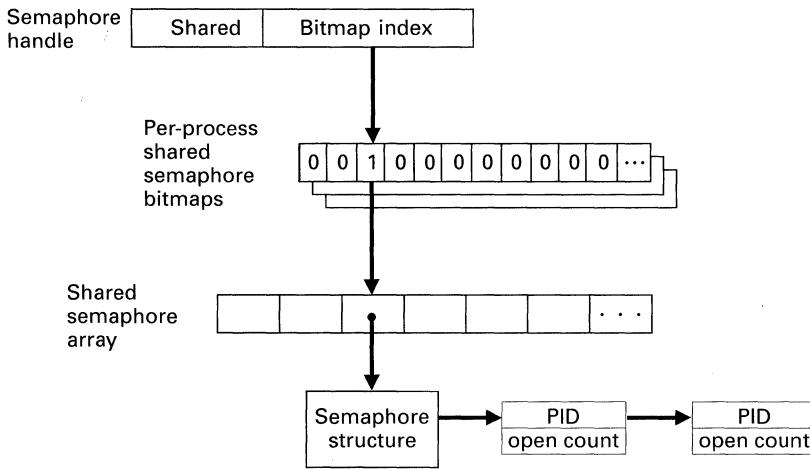 Semaphore
handle
Shared
Bitmap index
Per-process
shared
semaphore
bitmaps
0 0 1 0 0 0 0 0 0 0 0 ...
Shared
semaphore
array
. . .
Semaphore
structure
PID
open count
PID
open count